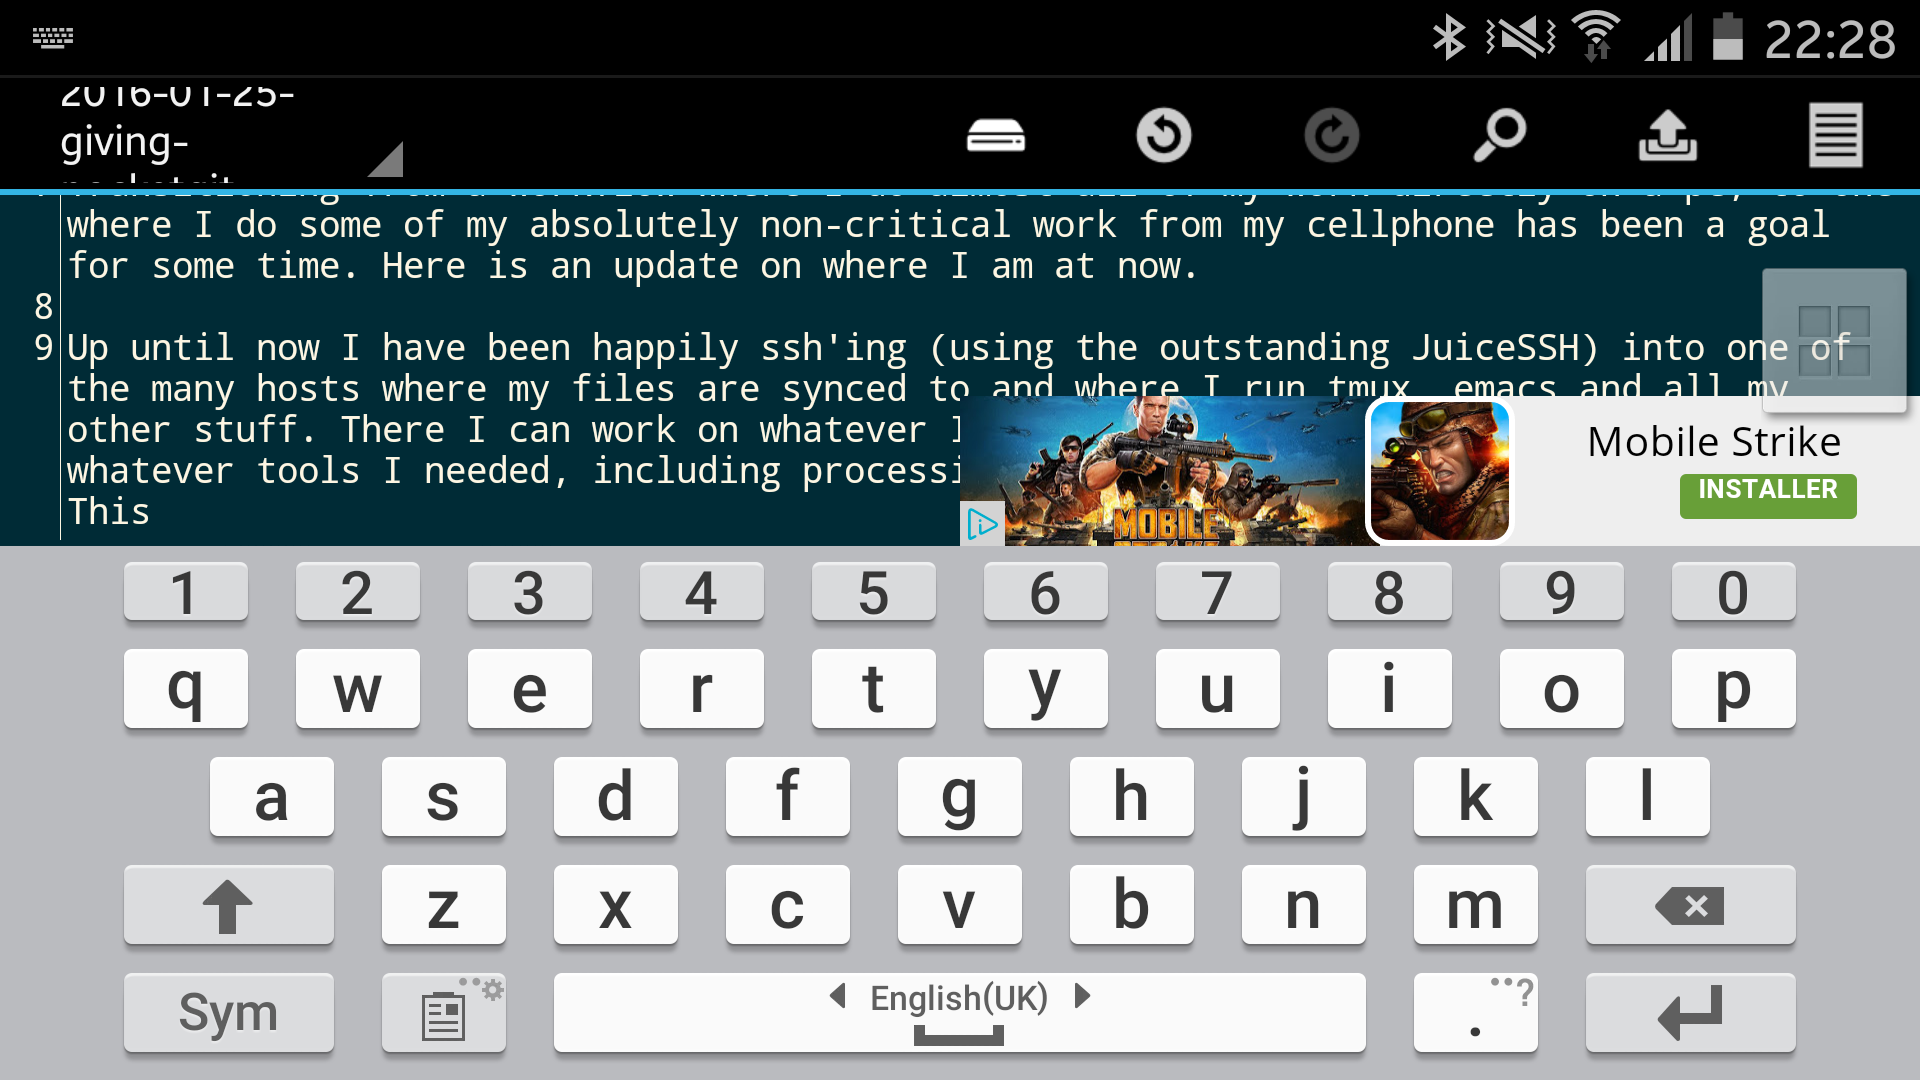 22:28
2016-01-25-
giving-
pocketgit
where I do some of my absolutely non-critical work from my cellphone has been a goal
for some time. Here is an update on where I am at now.
8
9 Up until now I have been happily ssh'ing (using the outstanding JuiceSSH) into one of
the many hosts where my files are synced to and where I run tmux, emacs and all my
other stuff. There I can work on whatever I
whatever tools I needed, including processi
This
Mobile Strike
INSTALLER
MOBILE
STRIKE
1 2 3 4 5 6 7 8 9 0
q w e r t y u i o p
a s d f g h j k l
z x c v b n m
Sym English(UK) ? .